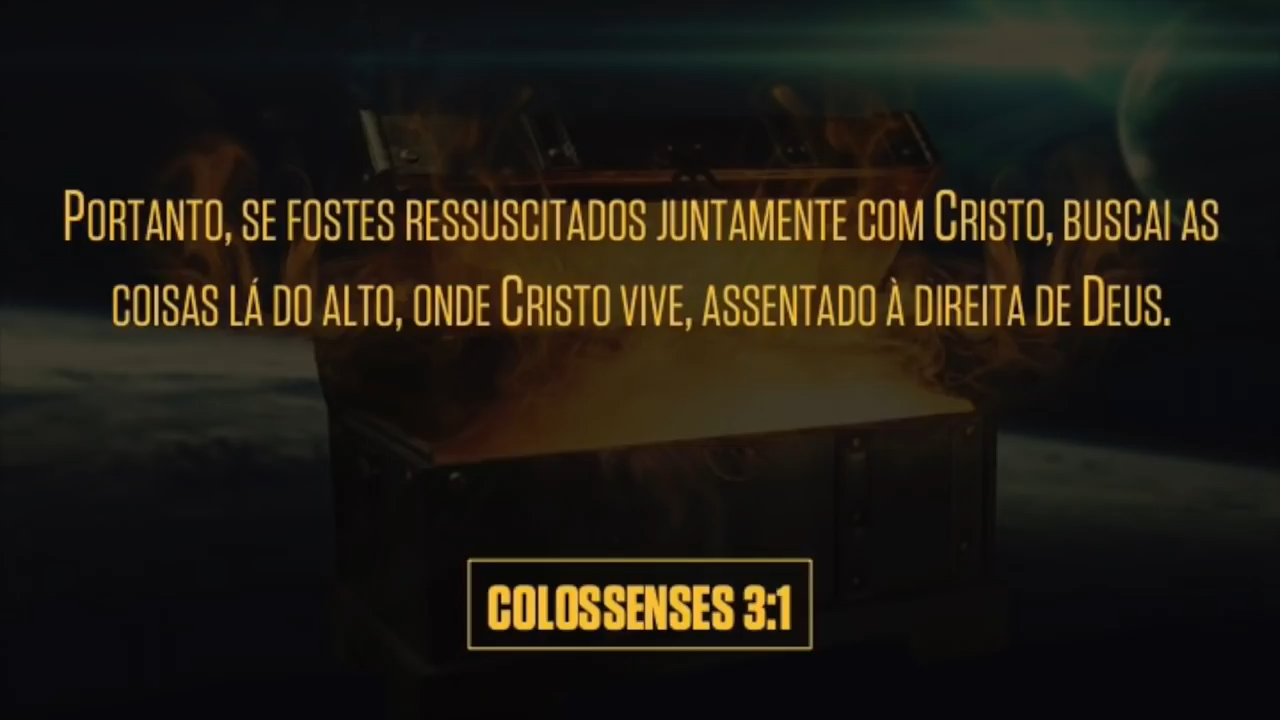 Portanto, se fostes ressuscitados juntamente com Cristo, buscai as
coisas lá do alto, onde Cristo vive, assentado à direita de Deus.
COLOSSENSES 3:1